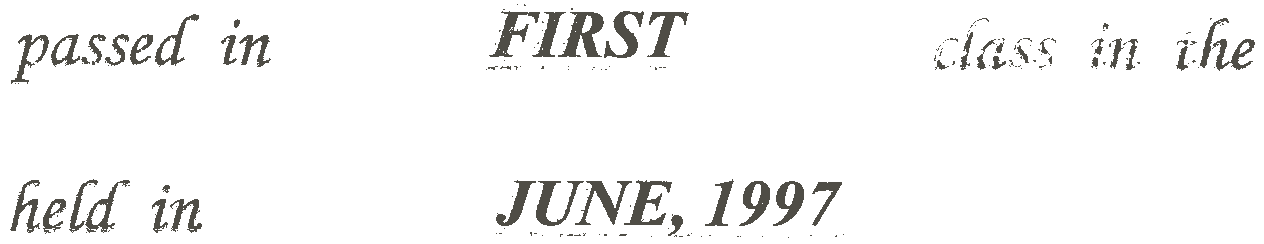 passed in FIRST class in the
held in JUNE, 1997